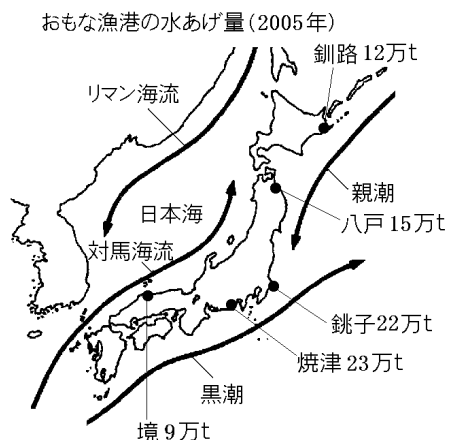 おもな漁港の水あげ量(2005年)
釧路12万t
リマン海流
親潮
日本海
八戸15万t
対馬海流
銚子22万t
焼津23万t
黒潮
境9万t